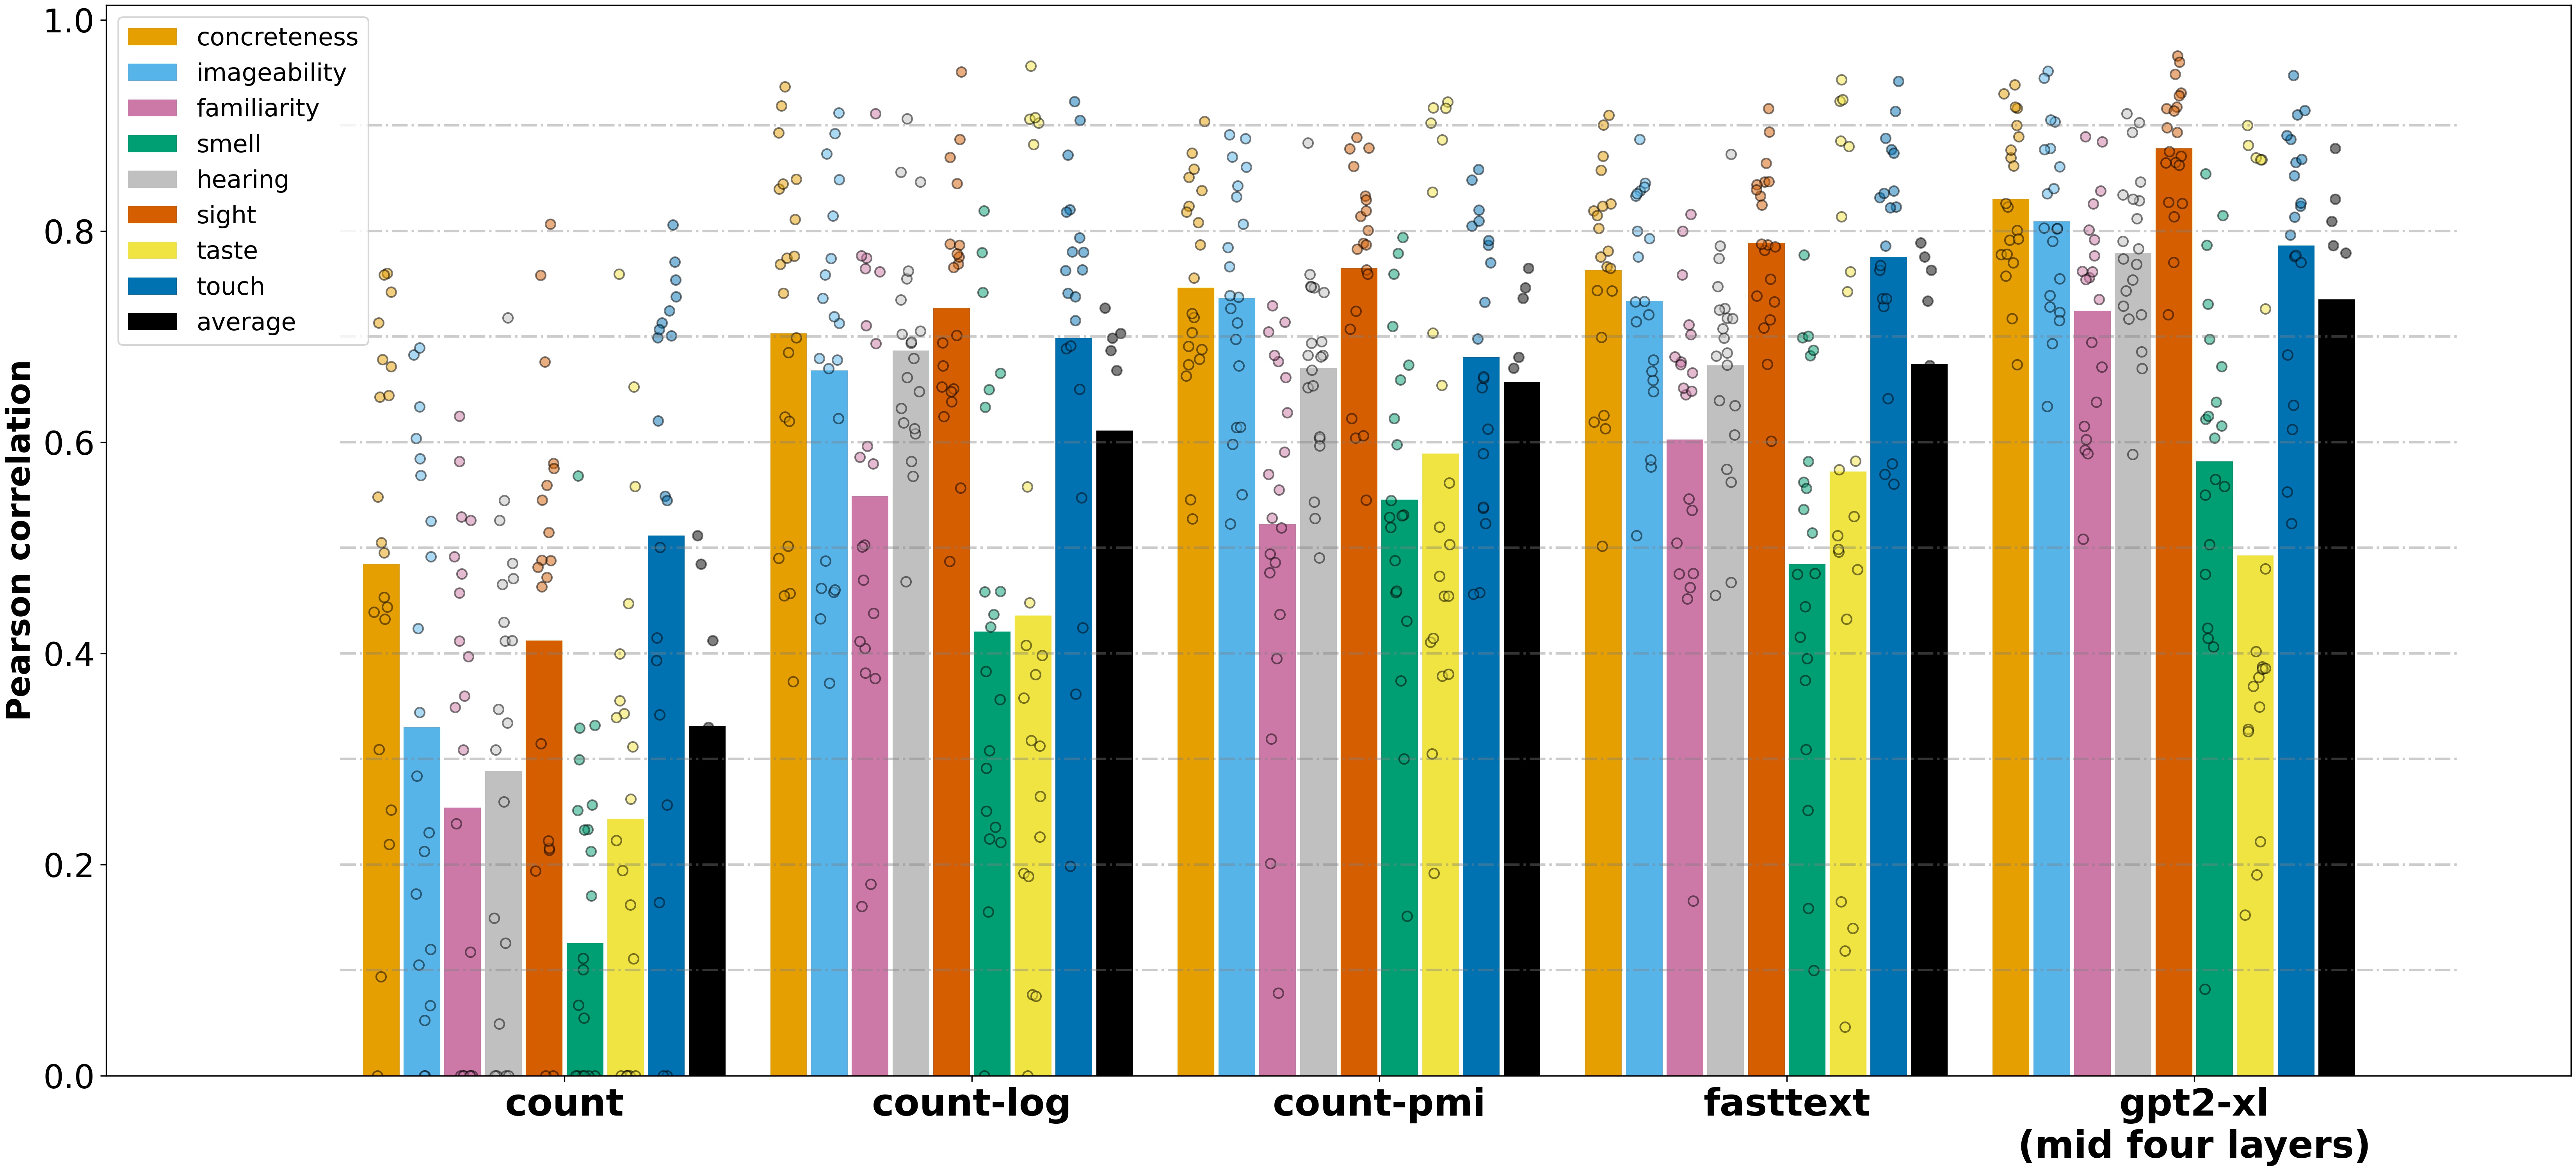 1.0
0.8
0.6
0.4
0.2
0.0
Pearson correlation
concreteness
imageability
familiarity
smell
hearing
sight
taste
touch
average
count
count-log
count-pmi
fasttext
gpt2-xl
(mid four layers)